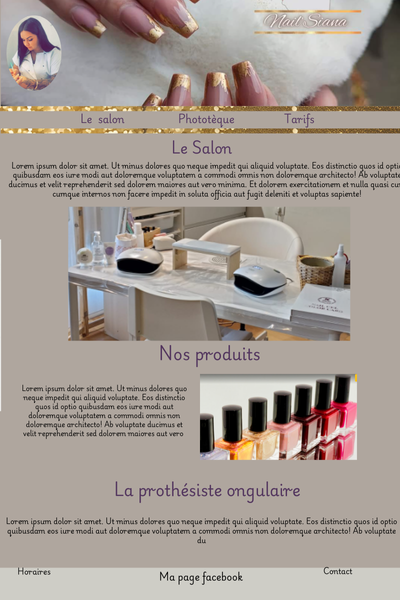 Nail Siana
Le salon Phototèque Tarifs
Le Salon
Lorem ipsum dolor sit amet. Ut minima dolores quo neque impedit qui aliquid voluptate. Eos distinctio quos id optio
quibusdam eos iure modi aut doloremque voluptatem a commodi omnis non doloremque architecto! Ab voluptate
ducimus et velit reprehenderit sed dolorem maiores aut vero minima. Et dolorem exercitationem et nulla quasi cum
cumque internos non facere impedit in soluta officia aut fugit deleniti et voluptas sapiente!
Nos produits
Lorem ipsum dolor sit amet. Ut minima dolores quo
neque impedit qui aliquid voluptate. Eos distinctio
quos id optio quibusdam eos iure modi aut
doloremque voluptatem a commodi omnis non
doloremque architecto! Ab voluptate ducimus et
velit reprehenderit sed dolorem maiores aut vero
La prothésiste ongulaire
Lorem ipsum dolor sit amet. Ut minima dolores quo neque impedit qui aliquid voluptate. Eos distinctio quos id optio
quibusdam eos iure modi aut doloremque voluptatem a commodi omnis non doloremque architecto! Ab voluptate
du
Horaires Ma page facebook Contact